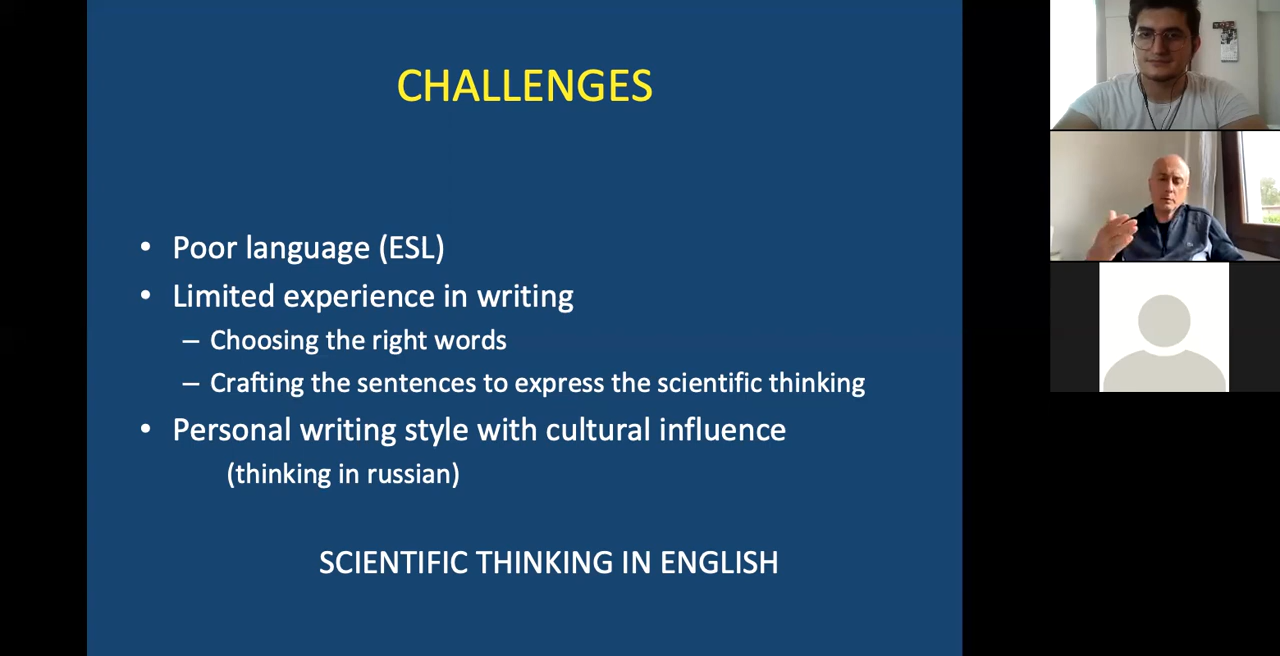 CHALLENGES
• Poor language (ESL)
• Limited experience in writing
– Choosing the right words
– Crafting the sentences to express the scientific thinking
• Personal writing style with cultural influence
(thinking in russian)
SCIENTIFIC THINKING IN ENGLISH